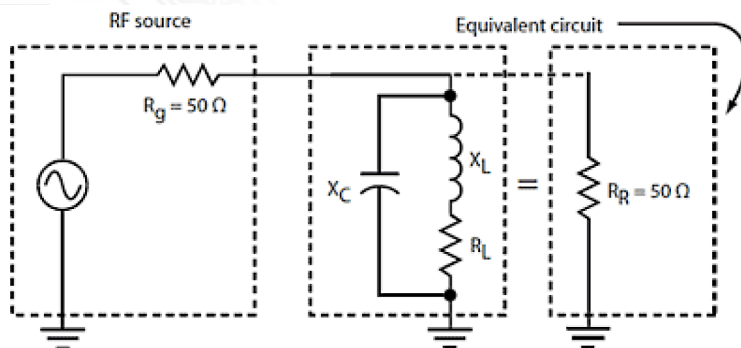 RF source
Equivalent circuit
Rg = 50 Ω
XC
XL
RL
=
RR = 50 Ω